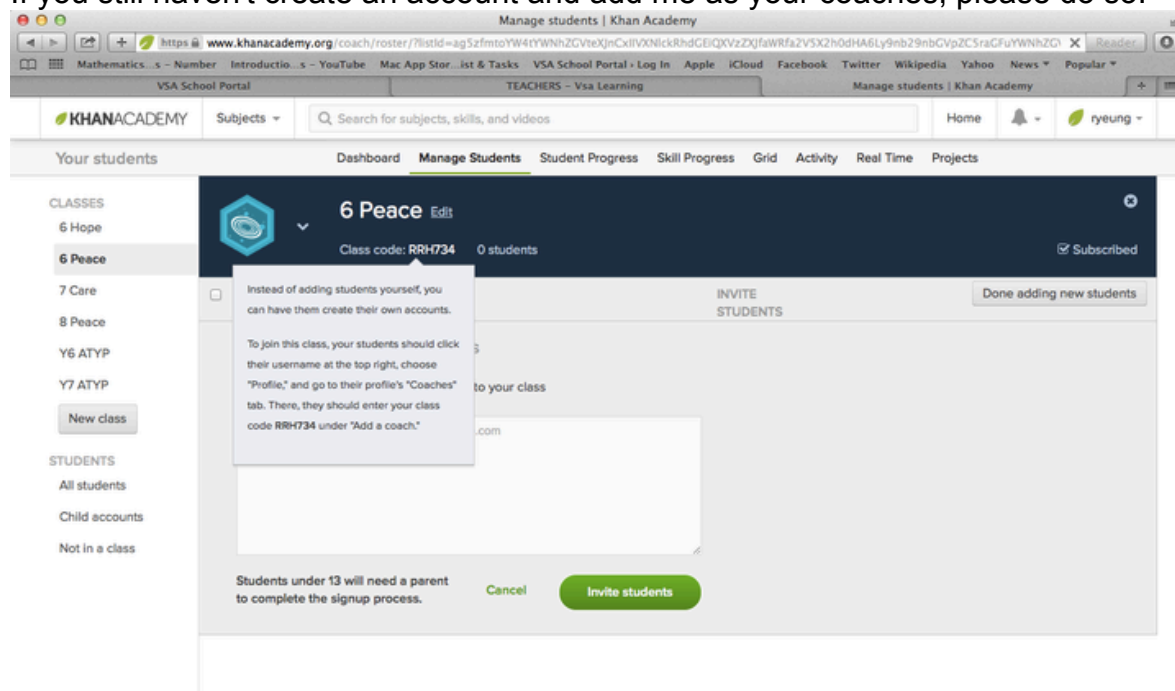 If you still haven't create an account and add me as your coaches, please do so.
Manage students | Khan Academy
https www.khanacademy.org/coach/roster/ Reader
Mathematics...s – Number Introductio...s – YouTube Mac App Stor...ist & Tasks VSA School Portal › Log In Apple iCloud Facebook Twitter Wikipedia Yahoo News Popular
VSA School Portal TEACHERS – Vsa Learning Manage students | Khan Academy
KHANACADEMY Subjects Search for subjects, skills, and videos Home ryeung
Your students Dashboard Manage Students Student Progress Skill Progress Grid Activity Real Time Projects
CLASSES
6 Hope
6 Peace
7 Care
8 Peace
Y6 ATYP
Y7 ATYP
New class
STUDENTS
All students
Child accounts
Not in a class
6 Peace Edit
Class code: RRH734 0 students Subscribed
Instead of adding students yourself, you
can have them create their own accounts.
To join this class, your students should click
their username at the top right, choose
"Profile," and go to their profile's "Coaches"
tab. There, they should enter your class
code RRH734 under "Add a coach."
INVITE
STUDENTS
Done adding new students
S
to your class
.com
Students under 13 will need a parent
to complete the signup process.
Cancel
Invite students